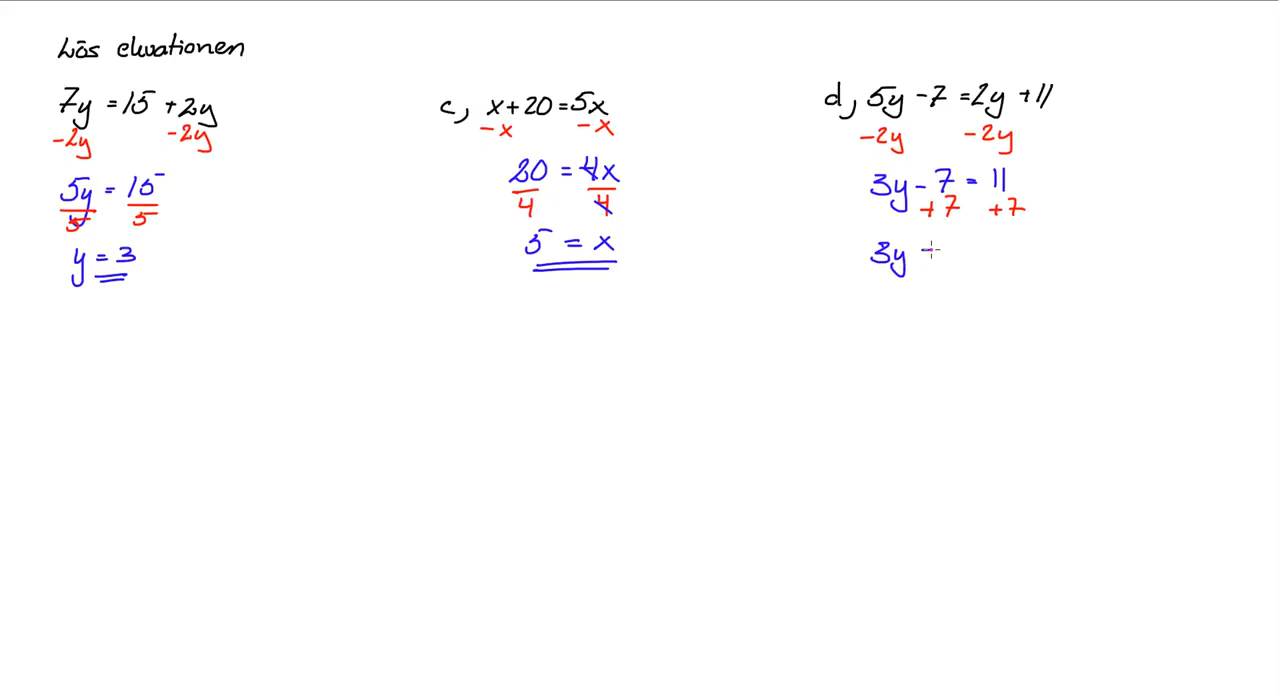 Lös ekvationen
7y = 15 + 2y
-2y -2y
5y = 15
5 5
y = 3
c, x + 20 = 5x
-x -x
20 = 4x
4 4
5 = x
d, 5y - 7 = 2y + 11
-2y -2y
3y - 7 = 11
+7 +7
3y